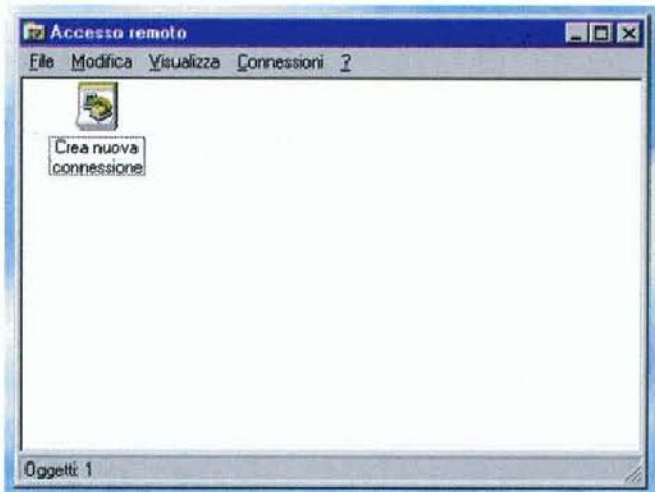 Accesso remoto
File Modifica Visualizza Connessioni ?
Crea nuova
connessione
Oggetti: 1